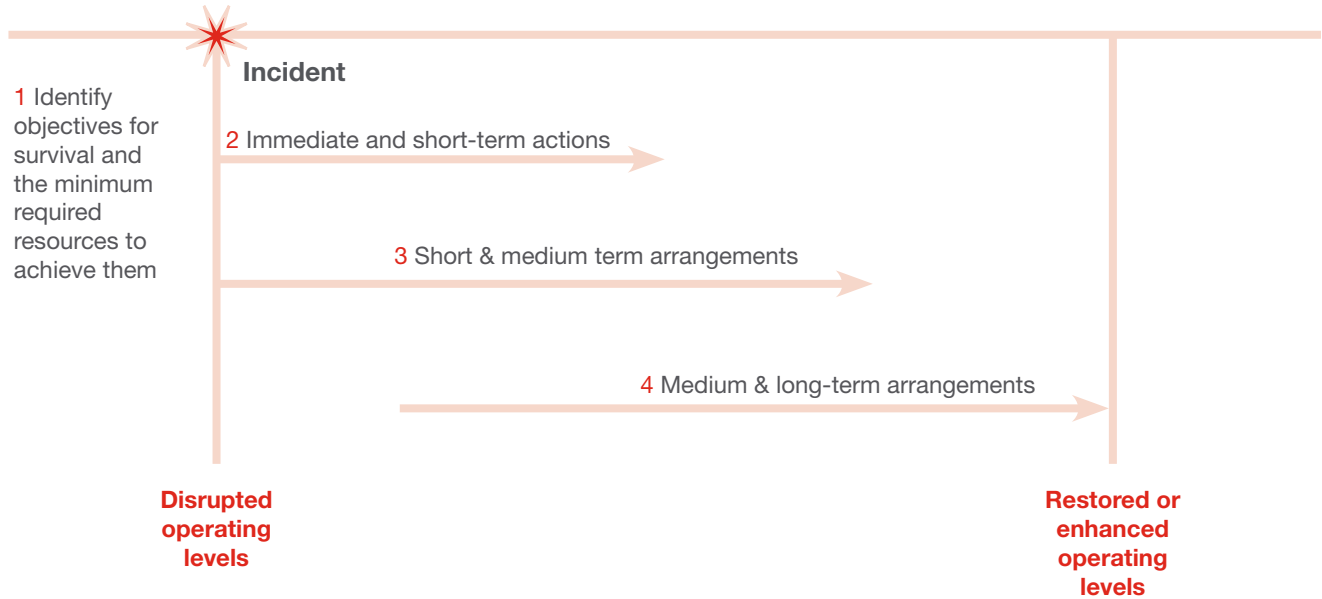 Incident
1 Identify
objectives for
survival and
the minimum
required
resources to
achieve them
2 Immediate and short-term actions
3 Short & medium term arrangements
4 Medium & long-term arrangements
Disrupted
operating
levels
Restored or
enhanced
operating
levels